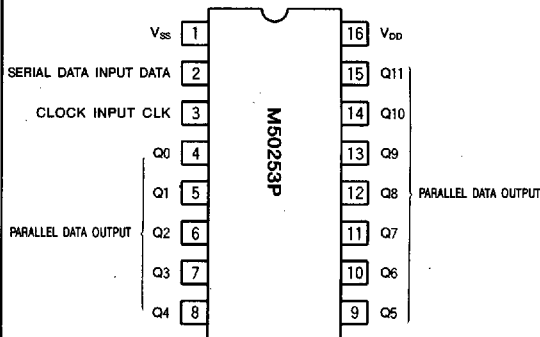 Vss 1
SERIAL DATA INPUT DATA 2
CLOCK INPUT CLK 3
Q0 4
Q1 5
PARALLEL DATA OUTPUT Q2 6
Q3 7
Q4 8
M50253P
16 VDD
15 Q11
14 Q10
13 Q9
12 Q8 PARALLEL DATA OUTPUT
11 Q7
10 Q6
9 Q5